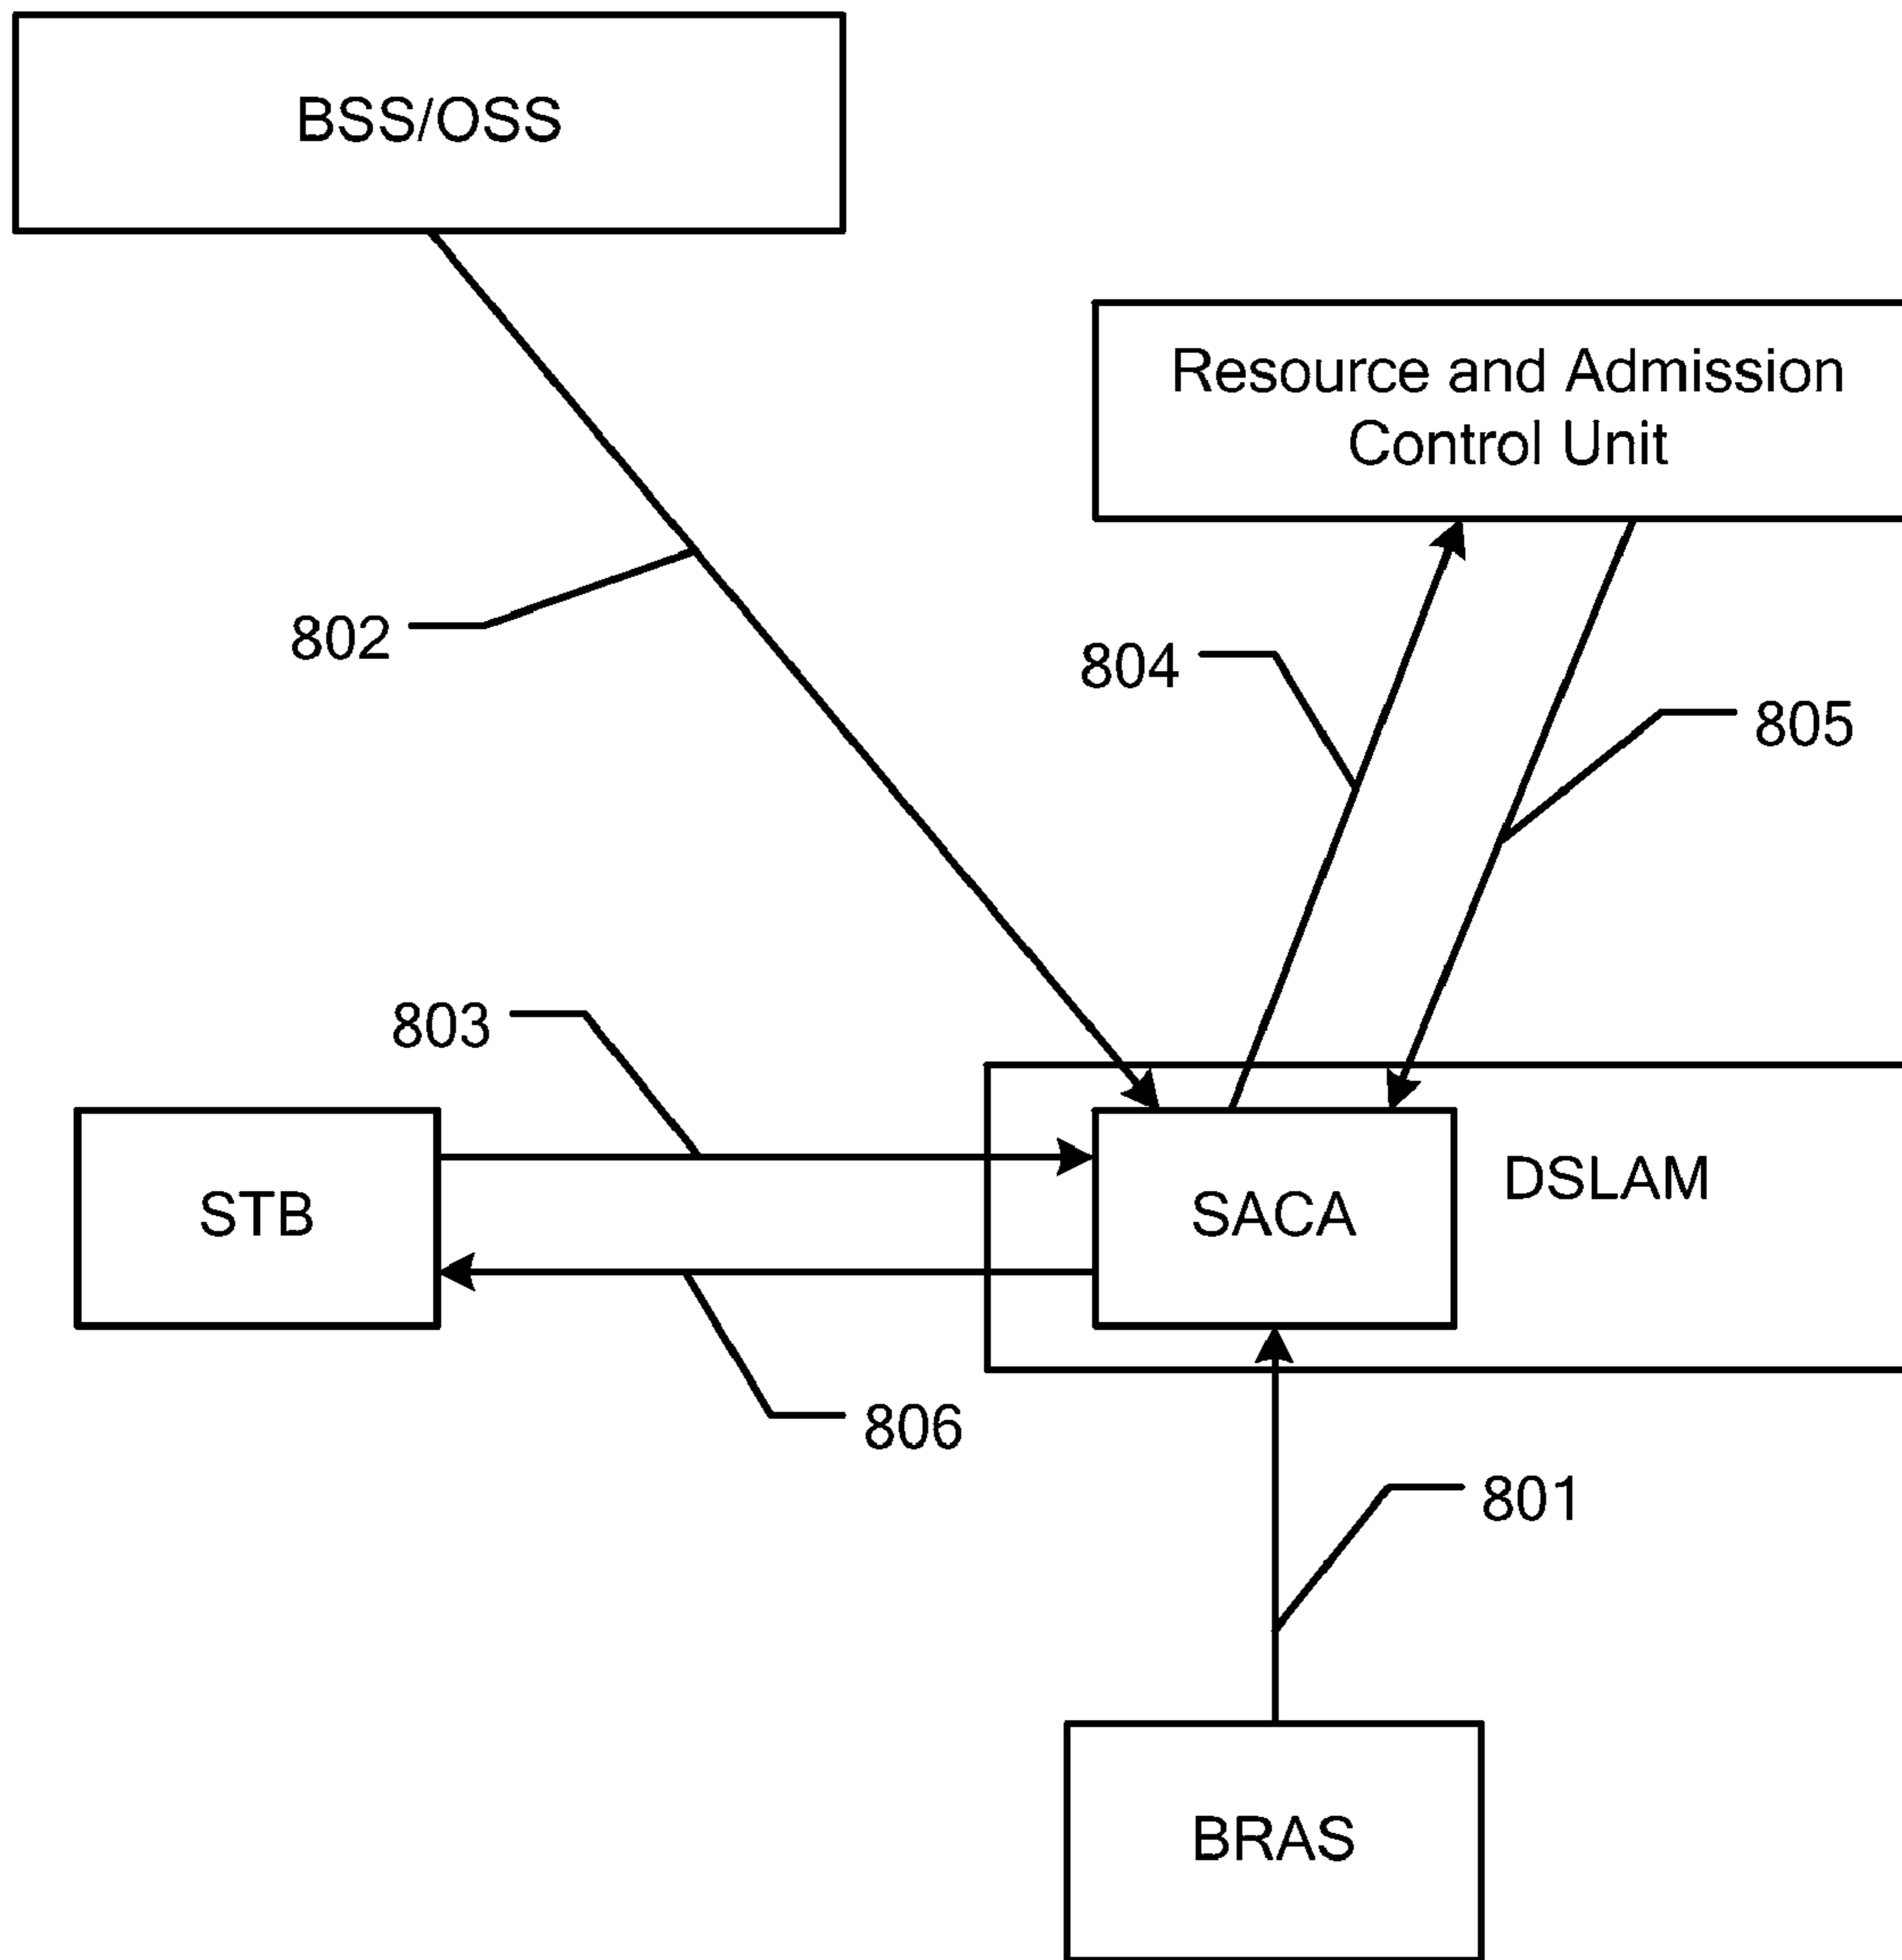 BSS/OSS
Resource and Admission
Control Unit
802
804
805
803
STB
SACA
DSLAM
806
801
BRAS